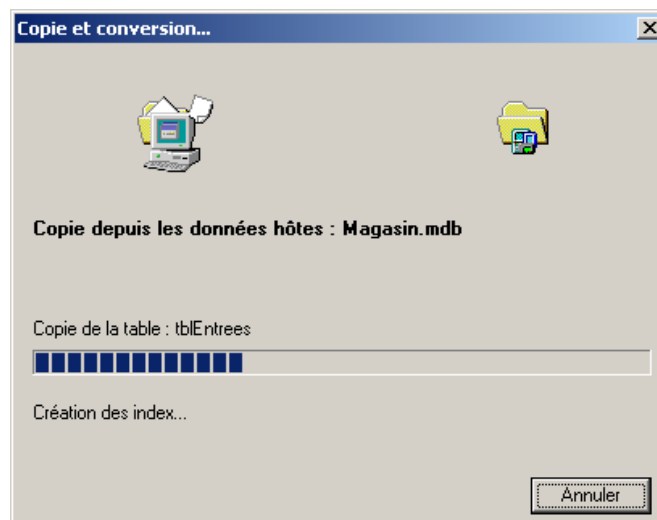 Copie et conversion...
Copie depuis les données hôtes : Magasin.mdb
Copie de la table : tblEntrees
Création des index...
Annuler